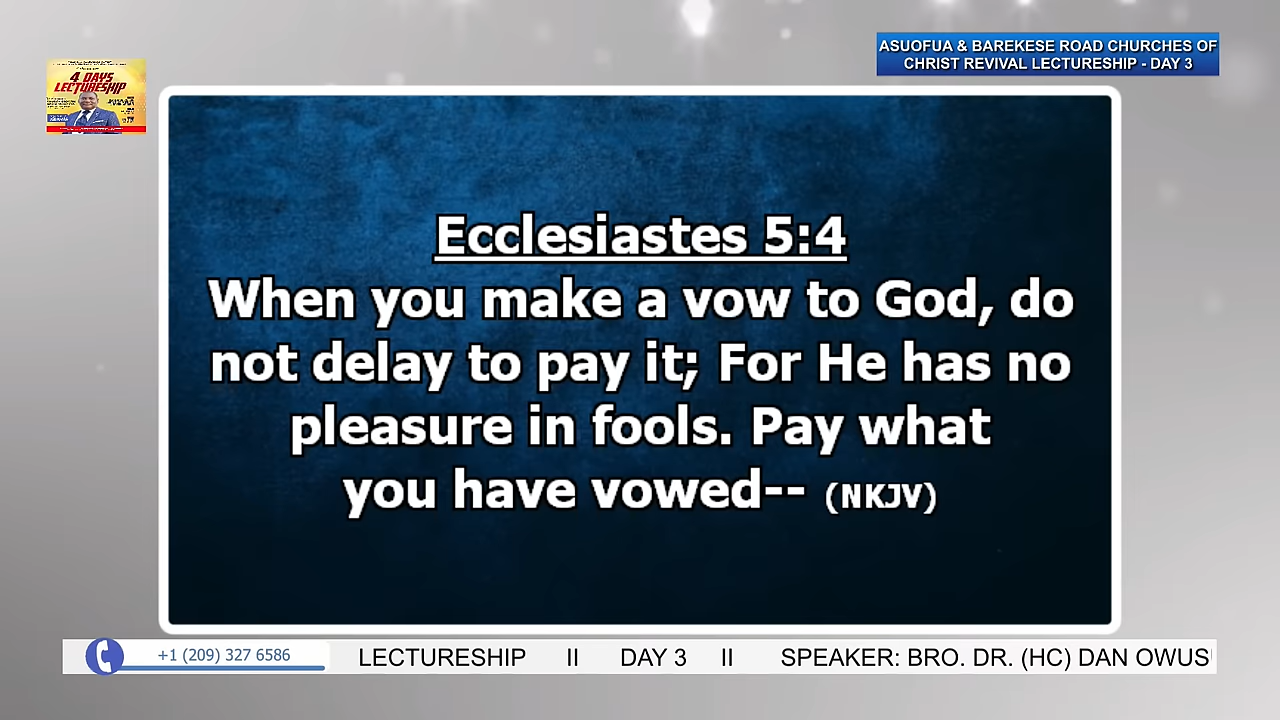 ASUOFUA & BAREKESE ROAD CHURCHES OF
CHRIST REVIVAL LECTURESHIP - DAY 3
4 DAYS
LECTURESHIP
Ecclesiastes 5:4
When you make a vow to God, do
not delay to pay it; For He has no
pleasure in fools. Pay what
you have vowed-- (NKJV)
+1 (209) 327 6586
LECTURESHIP II DAY 3 II SPEAKER: BRO. DR. (HC) DAN OWUS